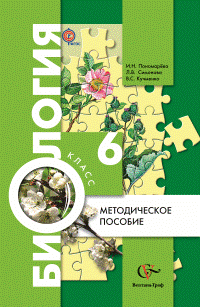 И.Н. Пономарёва
Л.В. Симонова
В.С. Кучменко
БИОЛОГИЯ
6
КЛАСС
МЕТОДИЧЕСКОЕ
ПОСОБИЕ
Вентана-Граф